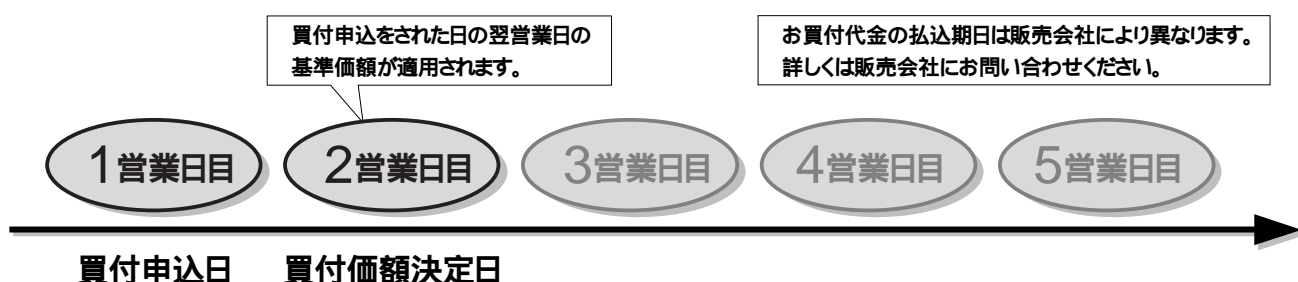 買付申込をされた日の翌営業日の
基準価額が適用されます。
お買付代金の払込期日は販売会社により異なります。
詳しくは販売会社にお問い合わせください。
1営業日目
2営業日目
3営業日目
4営業日目
5営業日目
買付申込日
買付価額決定日